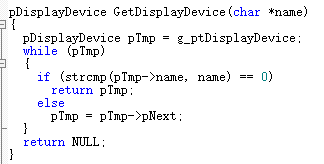 pDisplayDevice GetDisplayDevice(char *name)
{
    pDisplayDevice pTmp = g_ptDisplayDevice;
    while (pTmp)
    {
        if (strcmp(pTmp->name, name) == 0)
            return pTmp;
        else
            pTmp = pTmp->pNext;
    }
    return NULL;
}